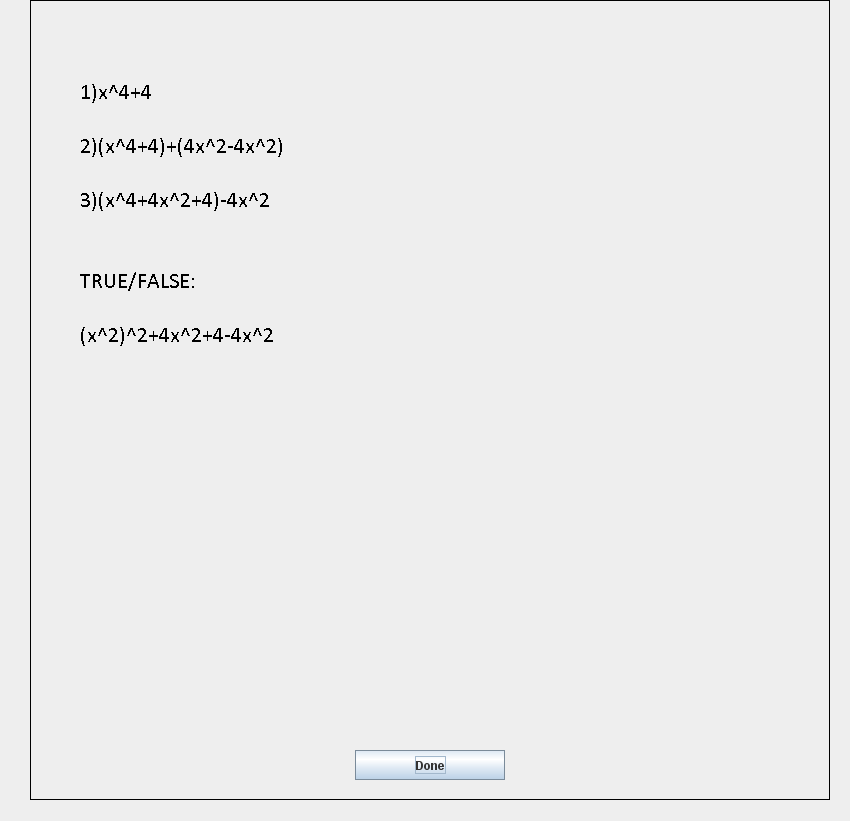 1)x^4+4
2)(x^4+4)+(4x^2-4x^2)
3)(x^4+4x^2+4)-4x^2
TRUE/FALSE:
(x^2)^2+4x^2+4-4x^2
Done